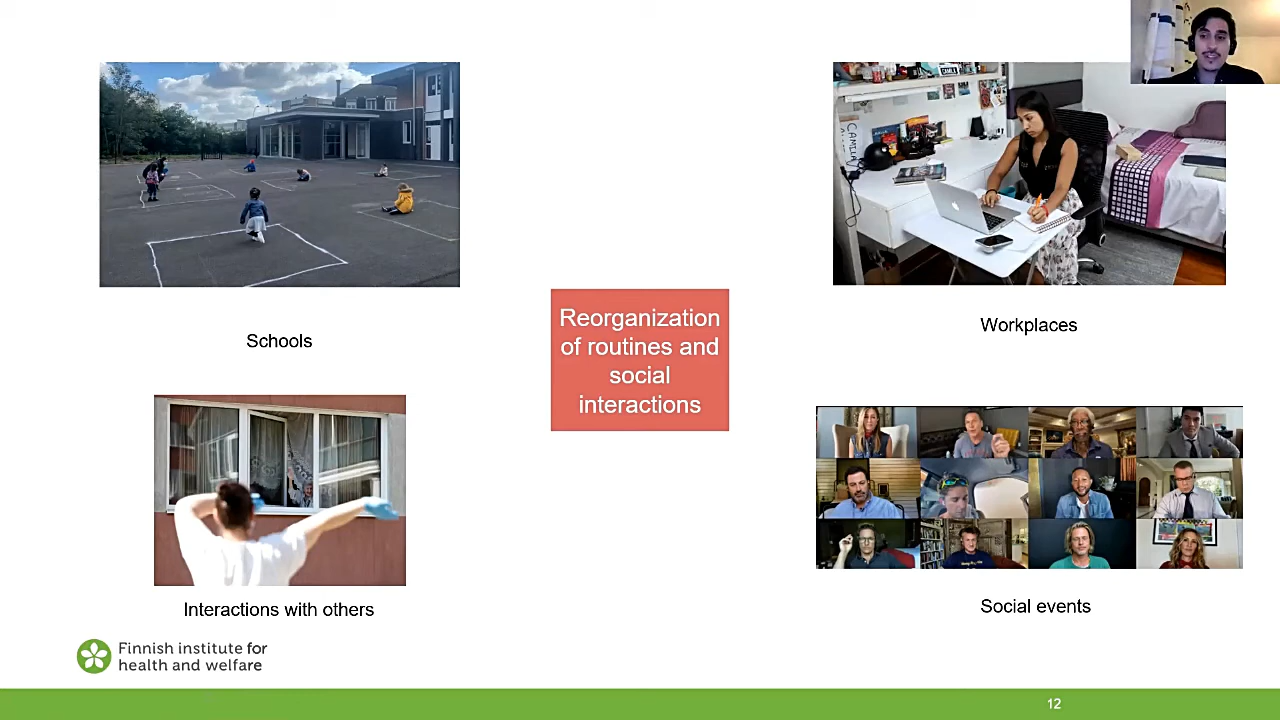 CAMILA
Schools
Workplaces
Reorganization
of routines and
social
interactions
Interactions with others
Social events
Finnish institute for
health and welfare
12